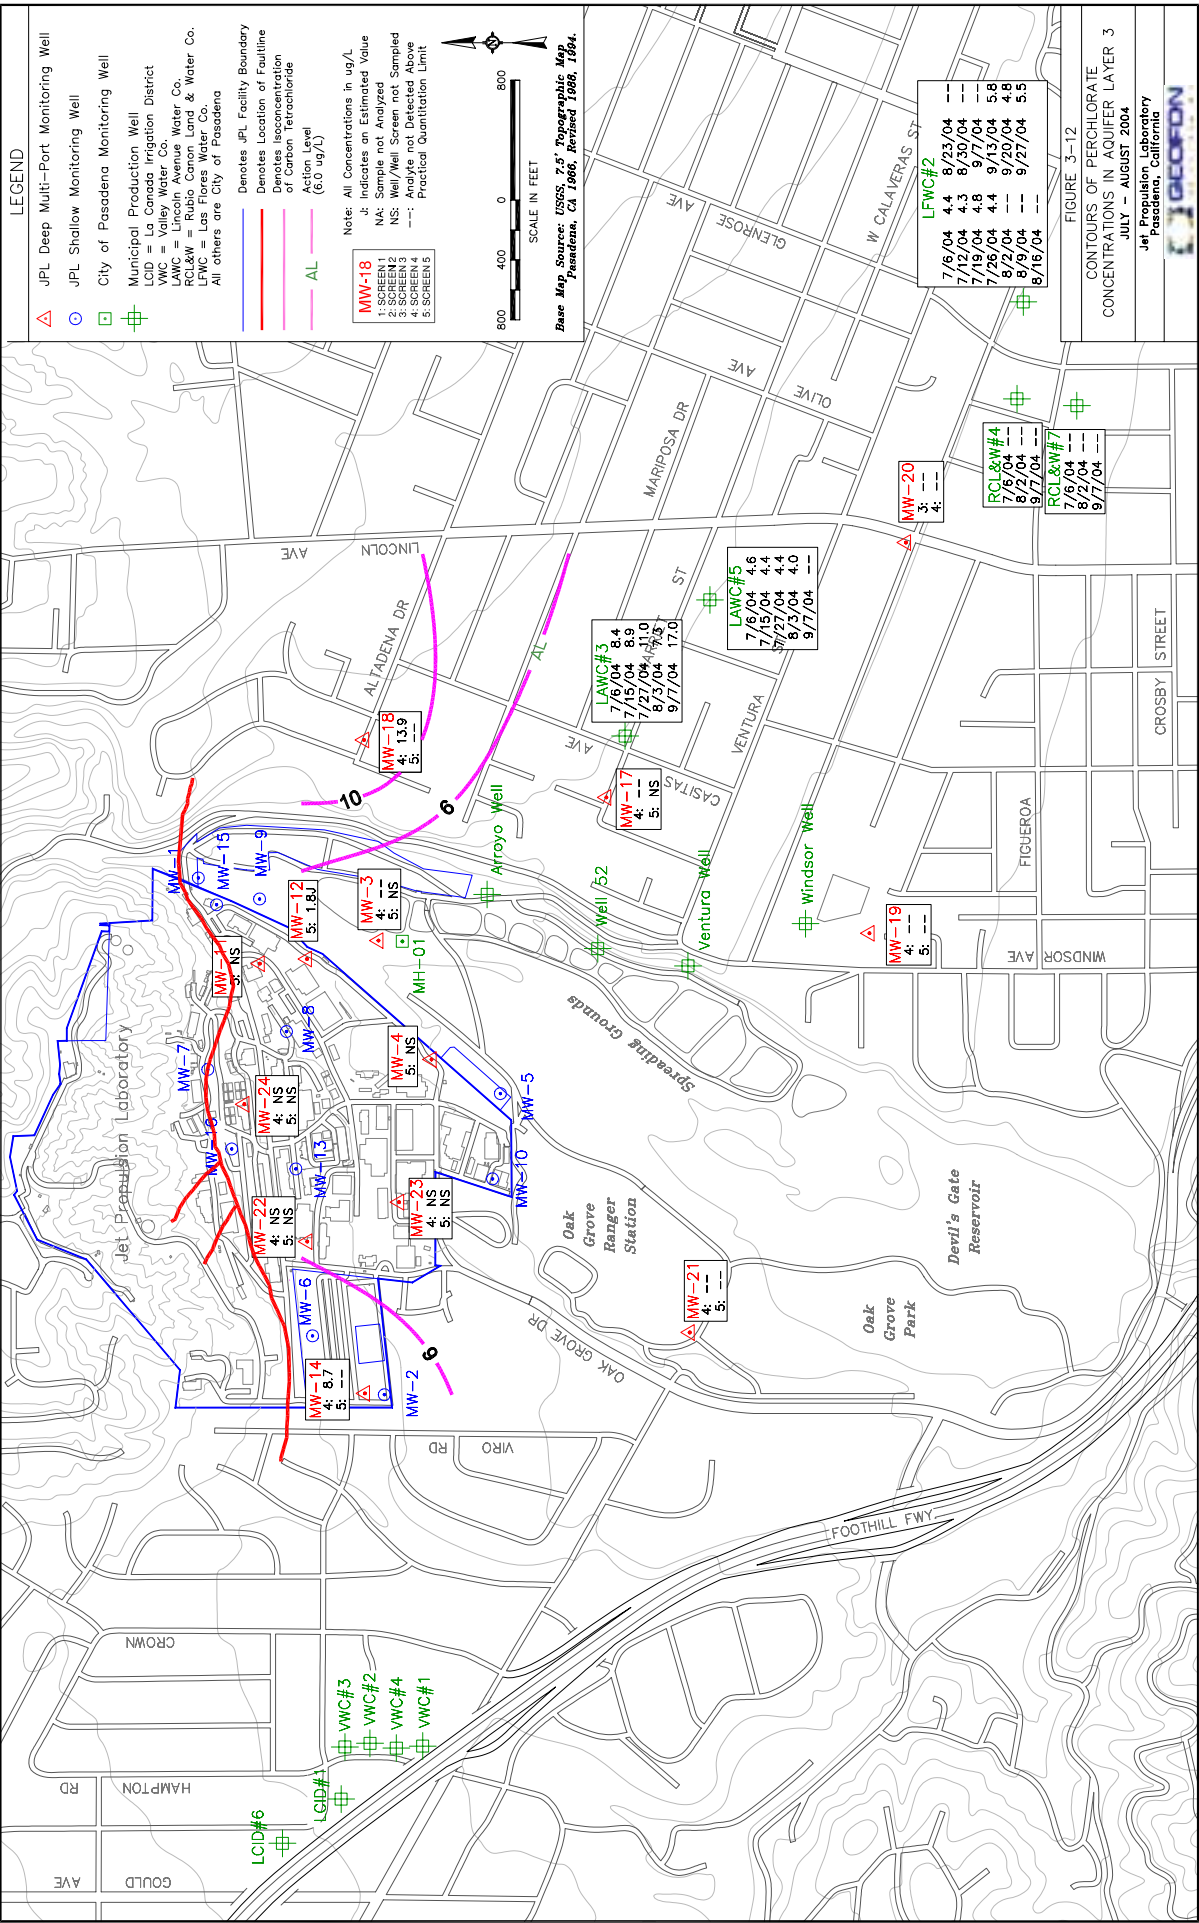 LEGEND
JPL Deep Multi-Port Monitoring Well
JPL Shallow Monitoring Well
City of Pasadena Monitoring Well
Municipal Production Well
LCID = La Canada Irrigation District
VWC = Valley Water Co.
LAWC = Lincoln Avenue Water Co.
RCL&W = Rubio Canon Land & Water Co.
LFWC = Las Flores Water Co.
All others are City of Pasadena
Denotes JPL Facility Boundary
Denotes Location of Faultline
Denotes Isoconcentration
of Carbon Tetrachloride
AL
Action Level
(6.0 ug/L)
MW-18
1: SCREEN 1
2: SCREEN 2
3: SCREEN 3
4: SCREEN 4
5: SCREEN 5
Note: All Concentrations in ug/L
J: Indicates an Estimated Value
NA: Sample not Analyzed
NS: Well/Well Screen not Sampled
--: Analyte not Detected Above
Practical Quantitation Limit
N
800 400 0 800
SCALE IN FEET
Base Map Source: USGS, 7.5' Topographic Map
Pasadena, CA 1966, Revised 1988, 1994.
LFWC#2
7/6/04 4.4 8/23/04 --
7/12/04 4.3 8/30/04 --
7/19/04 4.8 9/7/04 --
7/26/04 4.4 9/13/04 5.8
8/2/04 -- 9/20/04 4.8
8/9/04 -- 9/27/04 5.5
8/16/04 --
FIGURE 3-12
CONTOURS OF PERCHLORATE
CONCENTRATIONS IN AQUIFER LAYER 3
JULY - AUGUST 2004
Jet Propulsion Laboratory
Pasadena, California
GEOFON
GLENROSE AVE
W CALAVERAS ST
OLIVE AVE
MARIPOSA DR
LINCOLN AVE
ALTADENA DR
RCL&W#4
7/6/04 --
8/2/04 --
9/7/04 --
RCL&W#7
7/6/04 --
8/2/04 --
9/7/04 --
MW-20
3: --
4: --
LAWC#5
7/6/04 4.6
7/15/04 4.4
7/27/04 4.4
8/3/04 4.0
9/7/04 --
ST
LAWC#3
7/6/04 8.4
7/15/04 8.9
7/27/04 11.0
8/3/04
9/7/04 17.0
ST
AL
MW-18
4: 13.9
5: --
10
6
CASITAS AVE
VENTURA
MW-17
4: --
5: NS
CROSBY STREET
FIGUEROA
WINDSOR AVE
Arroyo Well
Well 52
Ventura Well
Windsor Well
MW-19
4: --
5: --
MW-1
MW-15
MW-9
MW-12
5: 1.8J
MW-3
4: --
5: NS
MH-01
MW-
5: NS
MW-8
MW-7
MW-4
5: NS
MW-5
MW-24
4: NS
5: NS
MW-16
MW-13
MW-10
MW-22
4: NS
5: NS
MW-23
4: NS
5: NS
MW-6
MW-14
4: 8.7
5: --
MW-2
6
MW-21
4: --
5: --
Jet Propulsion Laboratory
Spreading Grounds
Oak
Grove
Ranger
Station
Devil's Gate
Reservoir
Oak
Grove
Park
OAK GROVE DR
VIRO RD
FOOTHILL FWY
CROWN
HAMPTON RD
GOULD AVE
VWC#3
VWC#2
VWC#4
VWC#1
LCID#1
LCID#6